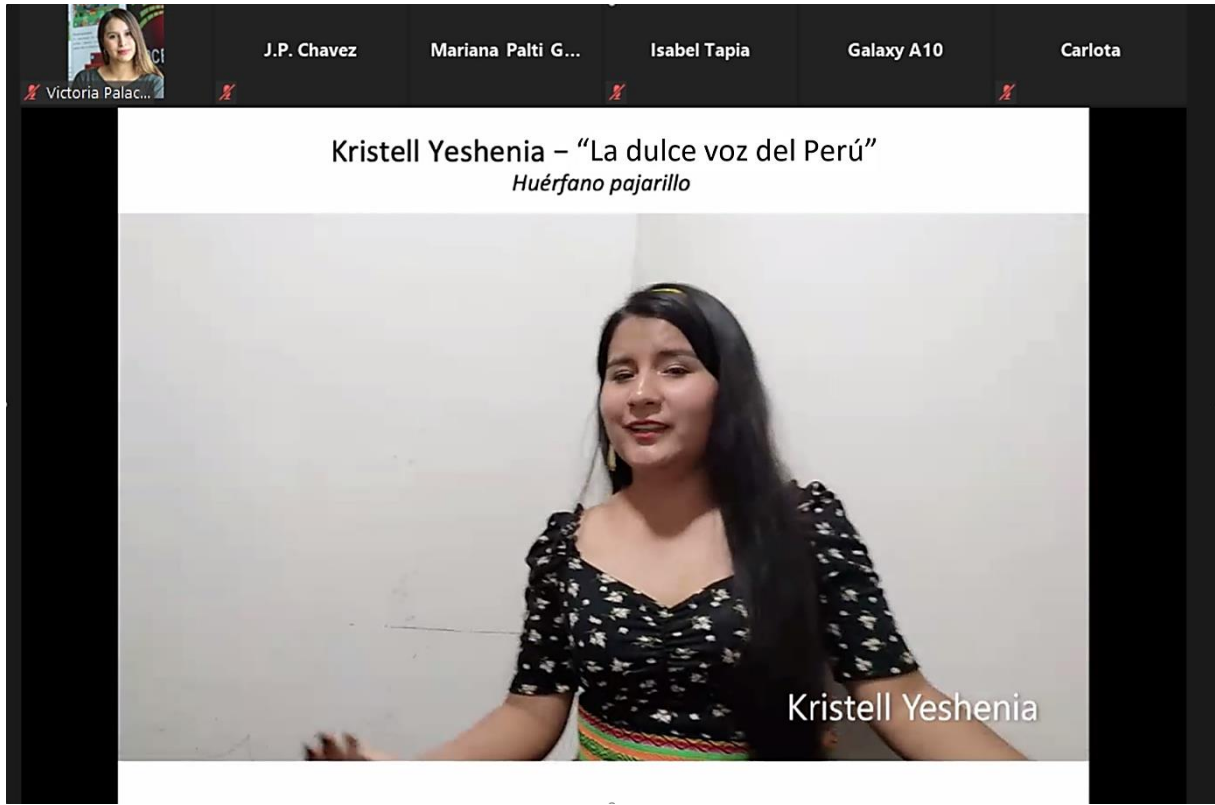 J.P. Chavez
Mariana Palti G...
Isabel Tapia
Galaxy A10
Carlota
Victoria Palac...
Kristell Yeshenia – “La dulce voz del Perú”
Huérfano pajarillo
Kristell Yeshenia